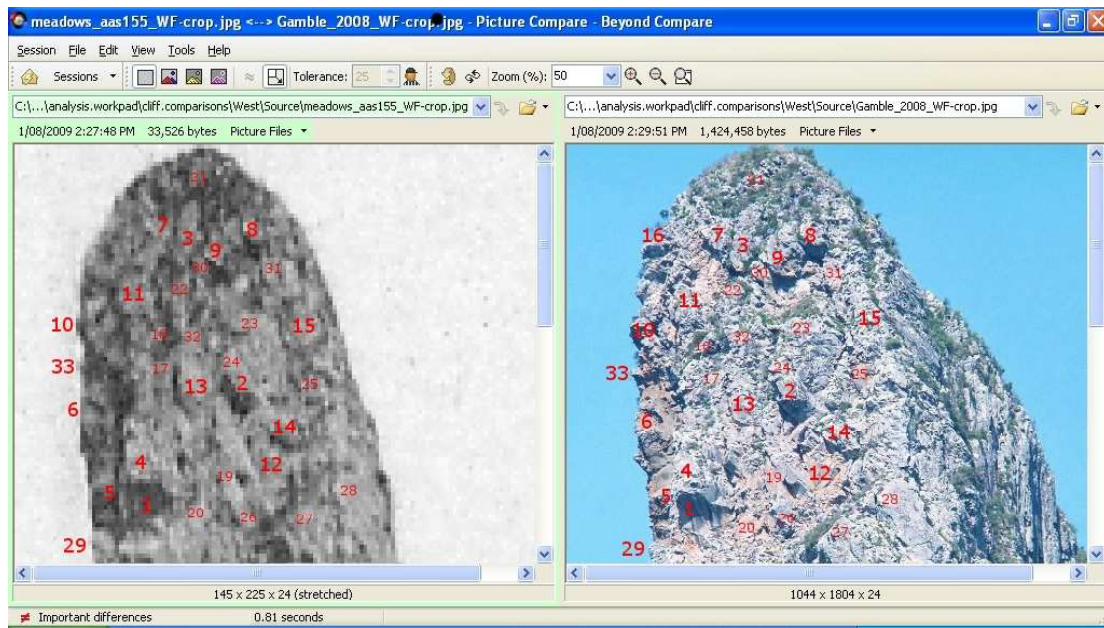 meadows_aas155_WF-crop.jpg <--> Gamble_2008_WF-crop.jpg - Picture Compare - Beyond Compare
Session File Edit View Tools Help
Sessions Tolerance: 25 Zoom (%): 50
C:\...\analysis.workpad\cliff.comparisons\West\Source\meadows_aas155_WF-crop.jpg
1/08/2009 2:27:48 PM 33,526 bytes Picture Files
31
7 3 8
9
30 31
22
11
10 23 15
18 32
33 17 24
13 2 25
6
14
4 12
19
5 1 28
20 26 27
29
145 x 225 x 24 (stretched)
C:\...\analysis.workpad\cliff.comparisons\West\Source\Gamble_2008_WF-crop.jpg
1/08/2009 2:29:51 PM 1,424,458 bytes Picture Files
31
16 7 3 8
9
30 31
22
11
10 23 15
18 32
33 17 24 25
2
13
6
14
4 12
19
5 1 28
20 26 27
29
1044 x 1804 x 24
Important differences 0.81 seconds